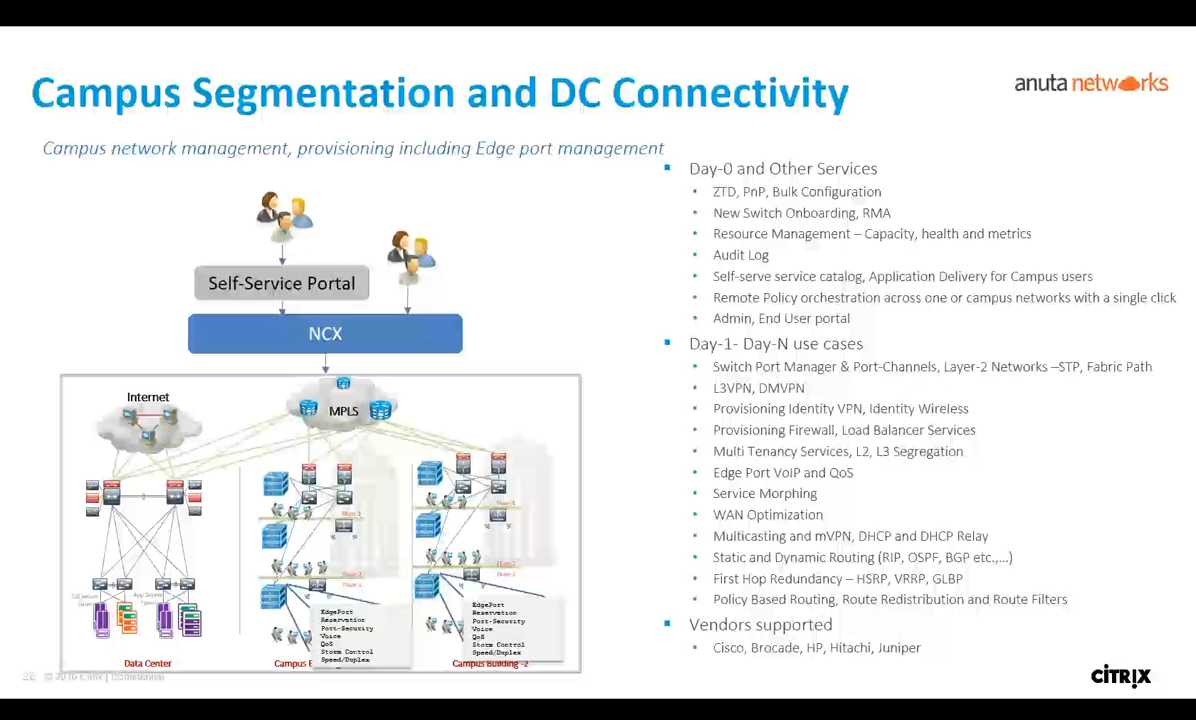 Campus Segmentation and DC Connectivity
anuta networks
Campus network management, provisioning including Edge port management
Self-Service Portal
NCX
Internet
MPLS
EdgePort
Reservation
Port-Security
Voice
QoS
Storm Control
Speed/Duplex
EdgePort
Reservation
Port-Security
Voice
QoS
Storm Control
Speed/Duplex
Data Center
Campus
Campus Building -2
▪ Day-0 and Other Services
• ZTD, PnP, Bulk Configuration
• New Switch Onboarding, RMA
• Resource Management – Capacity, health and metrics
• Audit Log
• Self-serve service catalog, Application Delivery for Campus users
• Remote Policy orchestration across one or campus networks with a single click
• Admin, End User portal
▪ Day-1- Day-N use cases
• Switch Port Manager & Port-Channels, Layer-2 Networks –STP, Fabric Path
• L3VPN, DMVPN
• Provisioning Identity VPN, Identity Wireless
• Provisioning Firewall, Load Balancer Services
• Multi Tenancy Services, L2, L3 Segregation
• Edge Port VoIP and QoS
• Service Morphing
• WAN Optimization
• Multicasting and mVPN, DHCP and DHCP Relay
• Static and Dynamic Routing (RIP, OSPF, BGP etc.,...)
• First Hop Redundancy – HSRP, VRRP, GLBP
• Policy Based Routing, Route Redistribution and Route Filters
▪ Vendors supported
• Cisco, Brocade, HP, Hitachi, Juniper
© Citrix | Confidential
CİTRIX